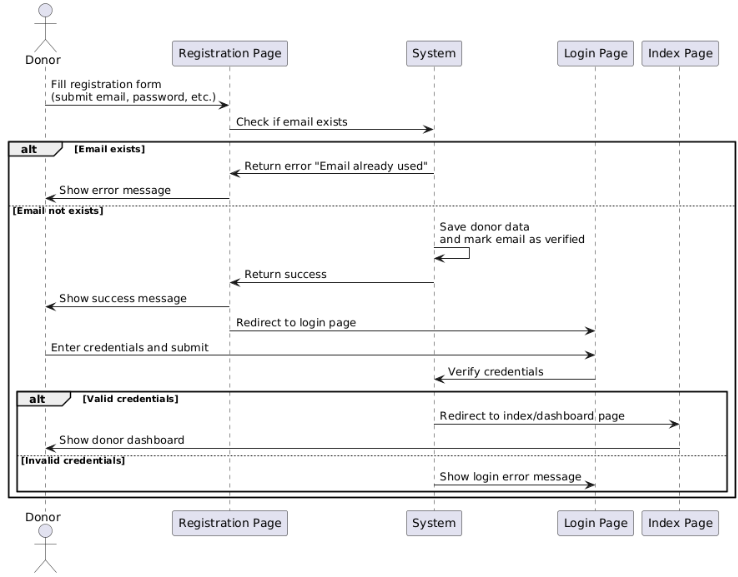 Donor
Registration Page
System
Login Page
Index Page
Fill registration form
(submit email, password, etc.)
Check if email exists
alt
[Email exists]
Return error "Email already used"
Show error message
[Email not exists]
Save donor data
and mark email as verified
Return success
Show success message
Redirect to login page
Enter credentials and submit
Verify credentials
alt
[Valid credentials]
Redirect to index/dashboard page
Show donor dashboard
[Invalid credentials]
Show login error message
Donor
Registration Page
System
Login Page
Index Page